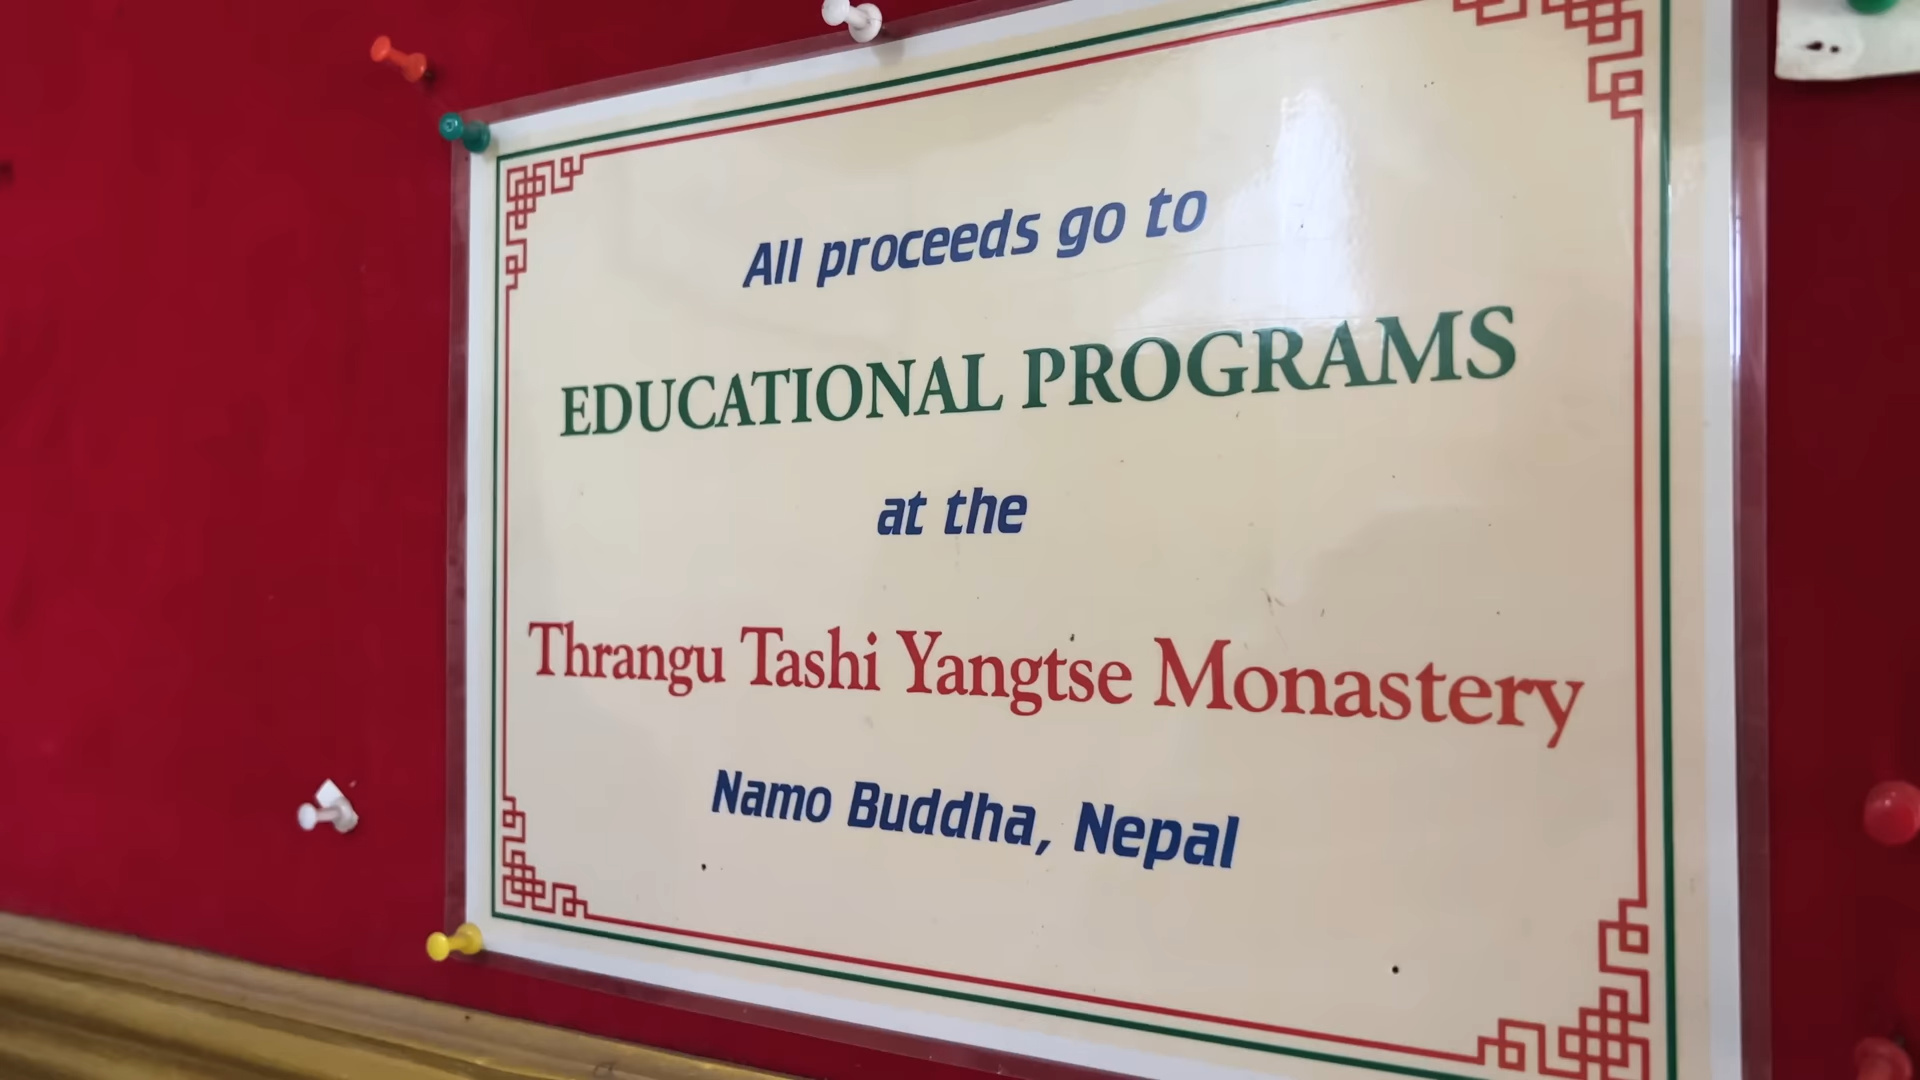 All proceeds go to
EDUCATIONAL PROGRAMS
at the
Thrangu Tashi Yangtse Monastery
Namo Buddha, Nepal